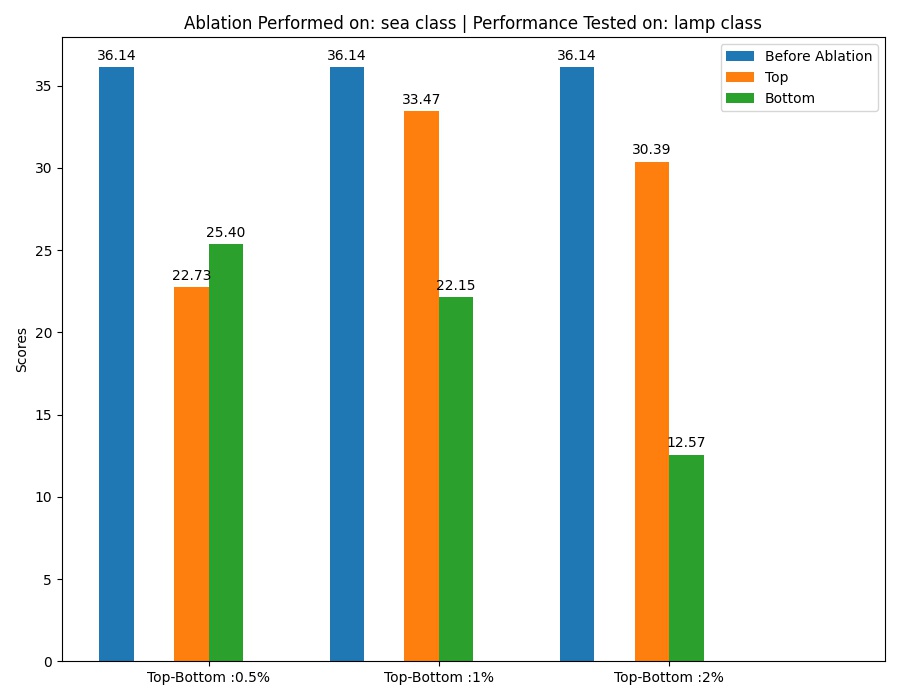 Ablation Performed on: sea class | Performance Tested on: lamp class
Before Ablation
Top
Bottom
36.14
22.73
25.40
36.14
33.47
22.15
36.14
30.39
12.57
Scores
35
30
25
20
15
10
5
0
Top-Bottom :0.5%
Top-Bottom :1%
Top-Bottom :2%